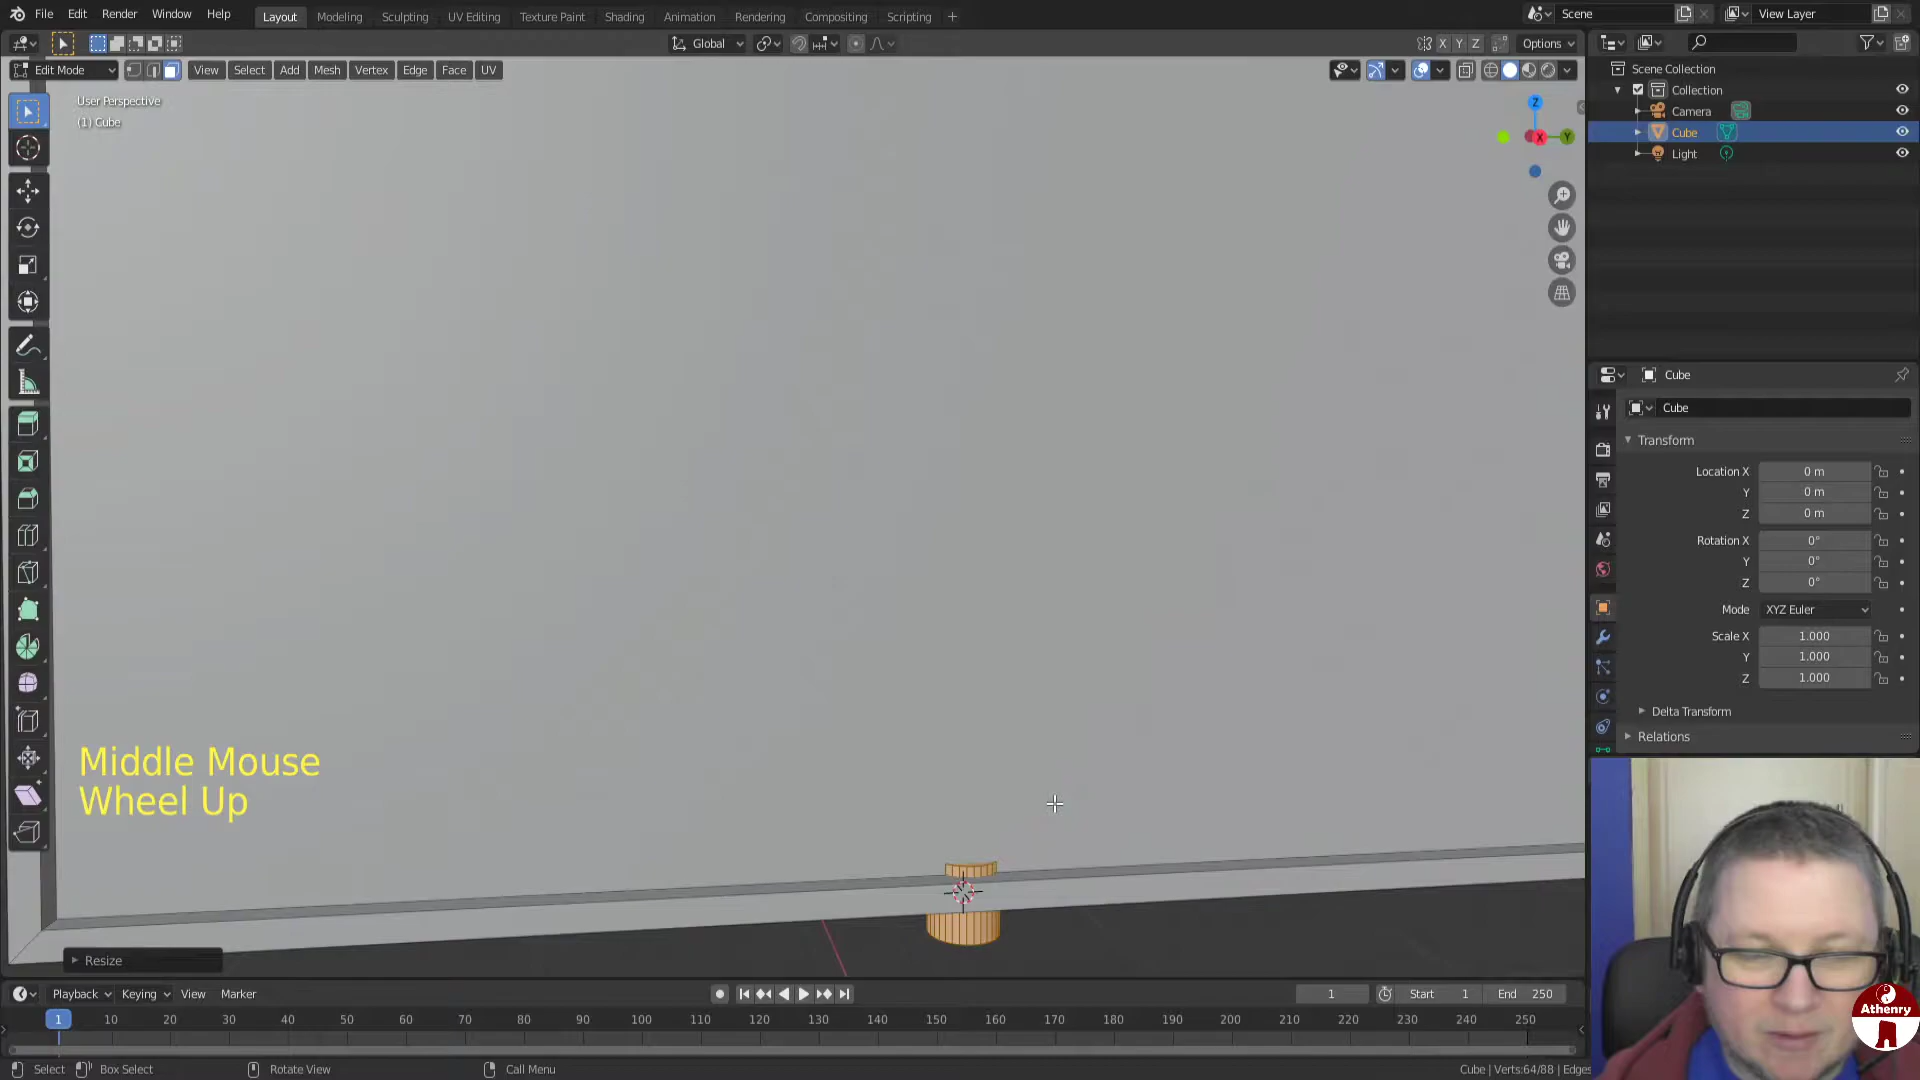 File Edit Render Window Help Layout Modeling Sculpting UV Editing Texture Paint Shading Animation Rendering Compositing Scripting + Scene View Layer
Global X Y Z Options
Edit Mode View Select Add Mesh Vertex Edge Face UV
User Perspective
(1) Cube
Z
X Y
Scene Collection
Collection
Camera
Cube
Light
Cube
Cube
Transform
Location X 0 m
Y 0 m
Z 0 m
Rotation X 0°
Y 0°
Z 0°
Mode XYZ Euler
Scale X 1.000
Y 1.000
Z 1.000
Delta Transform
Relations
Middle Mouse
Wheel Up
Resize
Playback Keying View Marker 1 Start 1 End 250
1 10 20 30 40 50 60 70 80 90 100 110 120 130 140 150 160 170 180 190 200 210 220 230 240 250
Select Box Select Rotate View Call Menu Cube | Verts:64/88 | Edges
Athenry